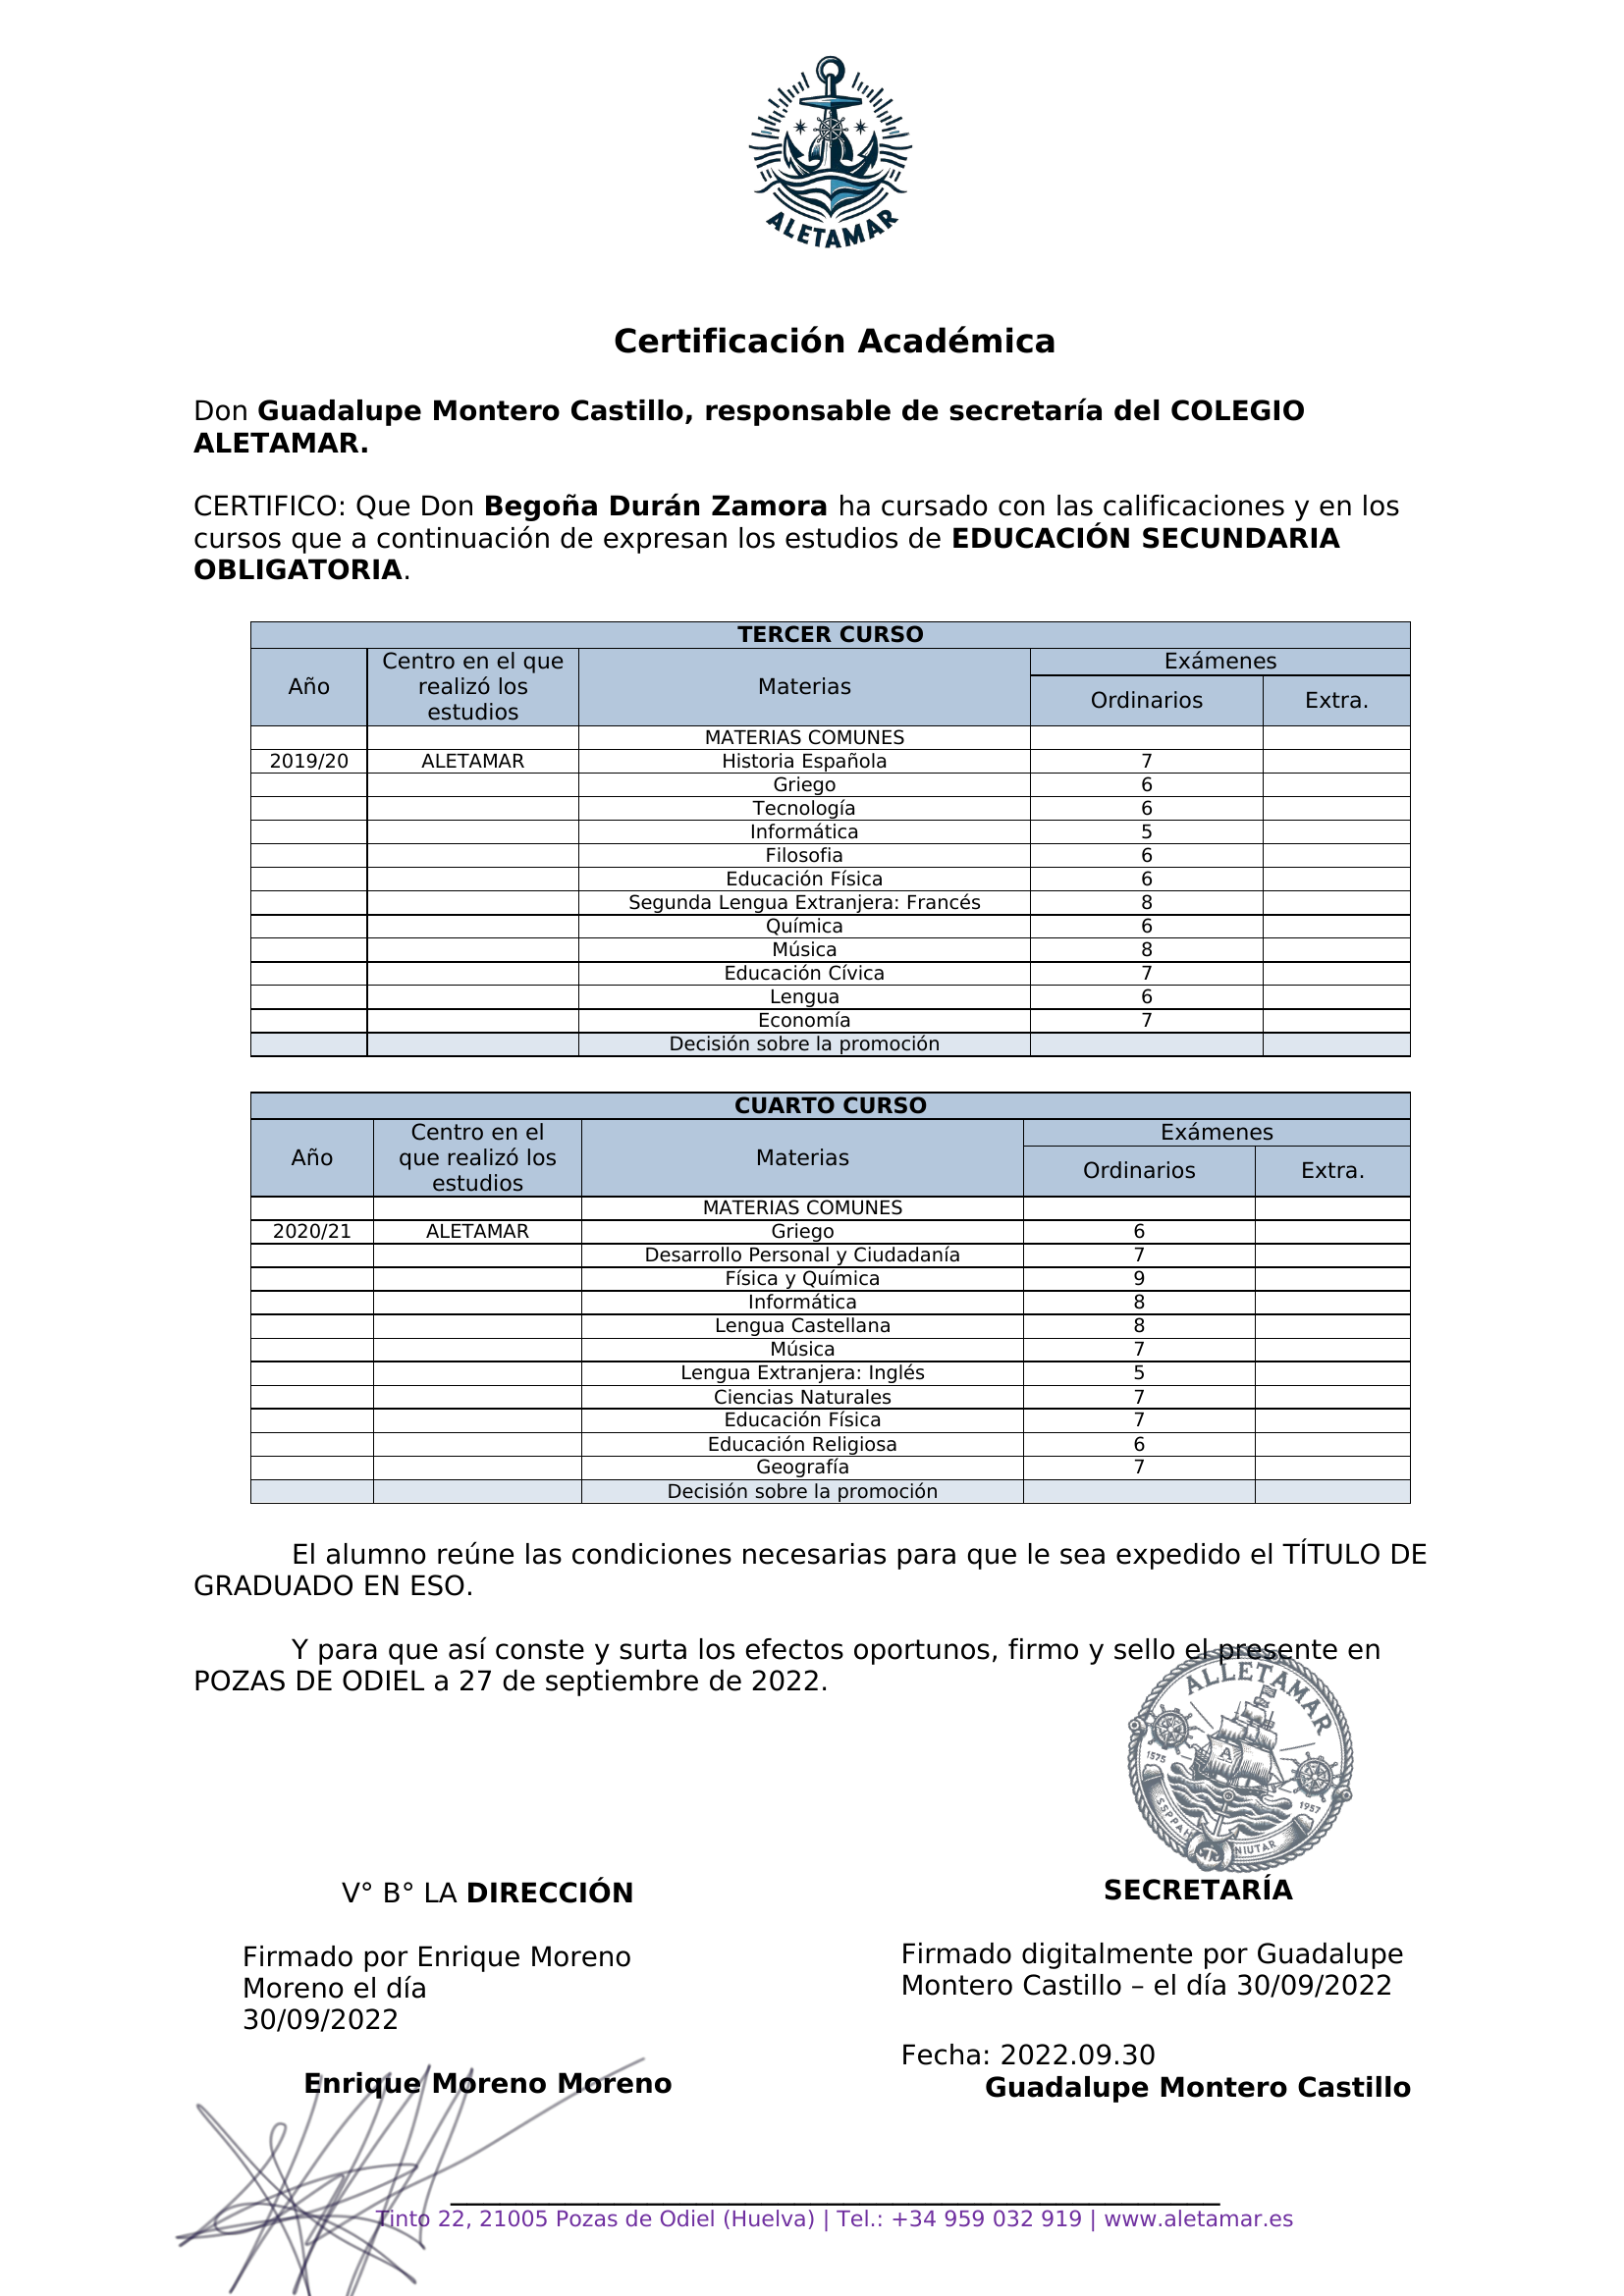 ALETAMAR
Certificación Académica
Don Guadalupe Montero Castillo, responsable de secretaría del COLEGIO
ALETAMAR.
CERTIFICO: Que Don Begoña Durán Zamora ha cursado con las calificaciones y en los
cursos que a continuación de expresan los estudios de EDUCACIÓN SECUNDARIA
OBLIGATORIA.
TERCER CURSO
Año Centro en el que realizó los estudios Materias Exámenes
Ordinarios Extra.
MATERIAS COMUNES
2019/20 ALETAMAR Historia Española 7
Griego 6
Tecnología 6
Informática 5
Filosofia 6
Educación Física 6
Segunda Lengua Extranjera: Francés 8
Química 6
Música 8
Educación Cívica 7
Lengua 6
Economía 7
Decisión sobre la promoción
CUARTO CURSO
Año Centro en el que realizó los estudios Materias Exámenes
Ordinarios Extra.
MATERIAS COMUNES
2020/21 ALETAMAR Griego 6
Desarrollo Personal y Ciudadanía 7
Física y Química 9
Informática 8
Lengua Castellana 8
Música 7
Lengua Extranjera: Inglés 5
Ciencias Naturales 7
Educación Física 7
Educación Religiosa 6
Geografía 7
Decisión sobre la promoción
El alumno reúne las condiciones necesarias para que le sea expedido el TÍTULO DE
GRADUADO EN ESO.
Y para que así conste y surta los efectos oportunos, firmo y sello el presente en
POZAS DE ODIEL a 27 de septiembre de 2022.
ALLETAMAR
A
1575
1957
NIUTAR
V° B° LA DIRECCIÓN
Firmado por Enrique Moreno
Moreno el día
30/09/2022
Enrique Moreno Moreno
SECRETARÍA
Firmado digitalmente por Guadalupe
Montero Castillo – el día 30/09/2022
Fecha: 2022.09.30
Guadalupe Montero Castillo
Tinto 22, 21005 Pozas de Odiel (Huelva) | Tel.: +34 959 032 919 | www.aletamar.es